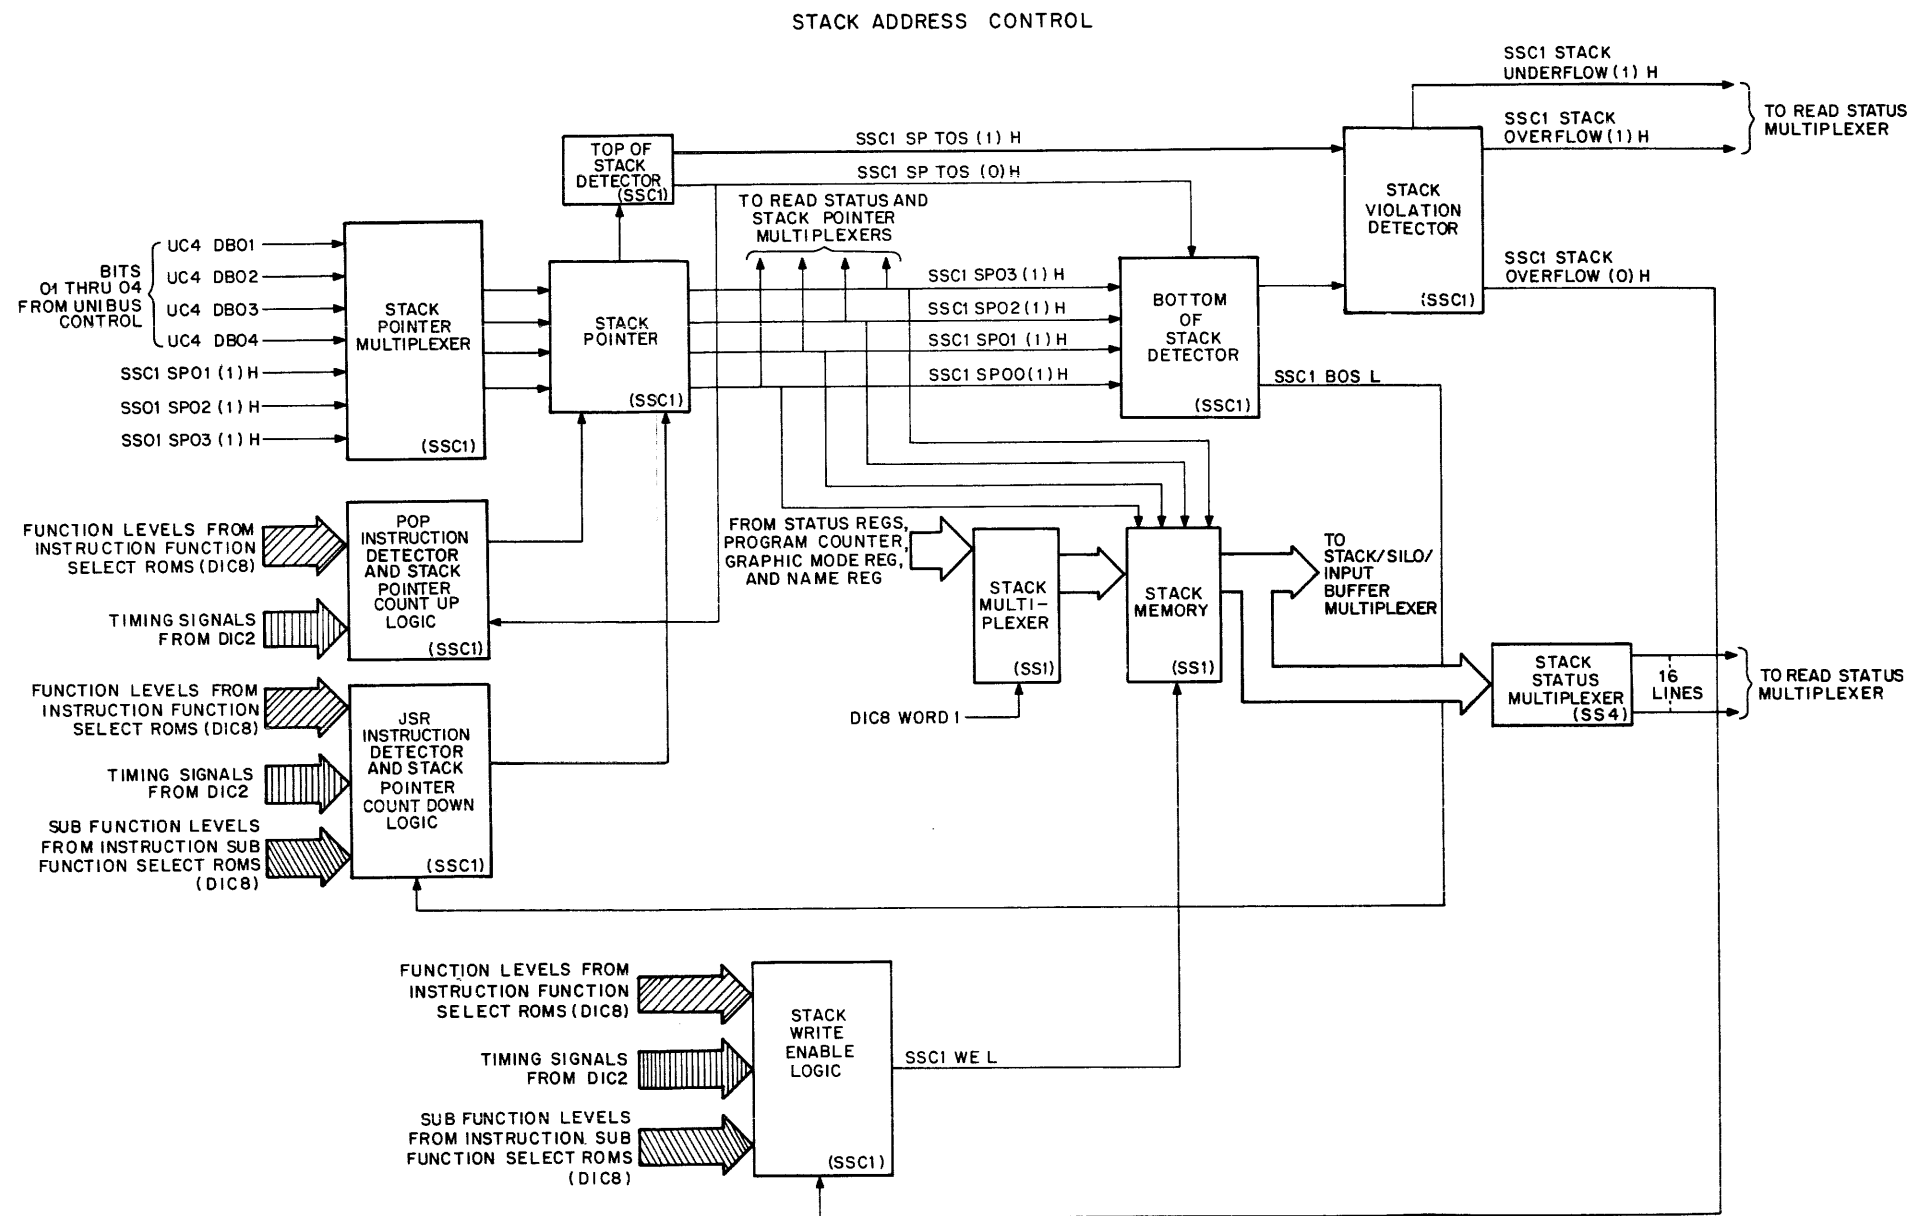 STACK ADDRESS CONTROL
SSC1 STACK
UNDERFLOW (1) H
SSC1 STACK
OVERFLOW (1) H
TO READ STATUS
MULTIPLEXER
SSC1 SP TOS (1) H
SSC1 SP TOS (0) H
TOP OF
STACK
DETECTOR
(SSC1)
TO READ STATUS AND
STACK POINTER
MULTIPLEXERS
STACK
VIOLATION
DETECTOR
(SSC1)
SSC1 STACK
OVERFLOW (0) H
BITS
01 THRU 04
FROM UNIBUS
CONTROL
UC4 DB01
UC4 DB02
UC4 DB03
UC4 DB04
SSC1 SP01 (1) H
SS01 SP02 (1) H
SS01 SP03 (1) H
STACK
POINTER
MULTIPLEXER
(SSC1)
STACK
POINTER
(SSC1)
SSC1 SP03 (1) H
SSC1 SP02 (1) H
SSC1 SP01 (1) H
SSC1 SP00 (1) H
BOTTOM
OF
STACK
DETECTOR
(SSC1)
SSC1 BOS L
FUNCTION LEVELS FROM
INSTRUCTION FUNCTION
SELECT ROMS (DIC8)
TIMING SIGNALS
FROM DIC2
POP
INSTRUCTION
DETECTOR
AND STACK
POINTER
COUNT UP
LOGIC
(SSC1)
FROM STATUS REGS,
PROGRAM COUNTER,
GRAPHIC MODE REG,
AND NAME REG
STACK
MULTI-
PLEXER
(SS1)
DIC8 WORD 1
STACK
MEMORY
(SS1)
TO
STACK/SILO/
INPUT
BUFFER
MULTIPLEXER
STACK
STATUS
MULTIPLEXER
(SS4)
16
LINES
TO READ STATUS
MULTIPLEXER
FUNCTION LEVELS FROM
INSTRUCTION FUNCTION
SELECT ROMS (DIC8)
TIMING SIGNALS
FROM DIC2
SUB FUNCTION LEVELS
FROM INSTRUCTION SUB
FUNCTION SELECT ROMS
(DIC8)
JSR
INSTRUCTION
DETECTOR
AND STACK
POINTER
COUNT DOWN
LOGIC
(SSC1)
FUNCTION LEVELS FROM
INSTRUCTION FUNCTION
SELECT ROMS (DIC8)
TIMING SIGNALS
FROM DIC2
SUB FUNCTION LEVELS
FROM INSTRUCTION. SUB
FUNCTION SELECT ROMS
(DIC8)
STACK
WRITE
ENABLE
LOGIC
(SSC1)
SSC1 WE L